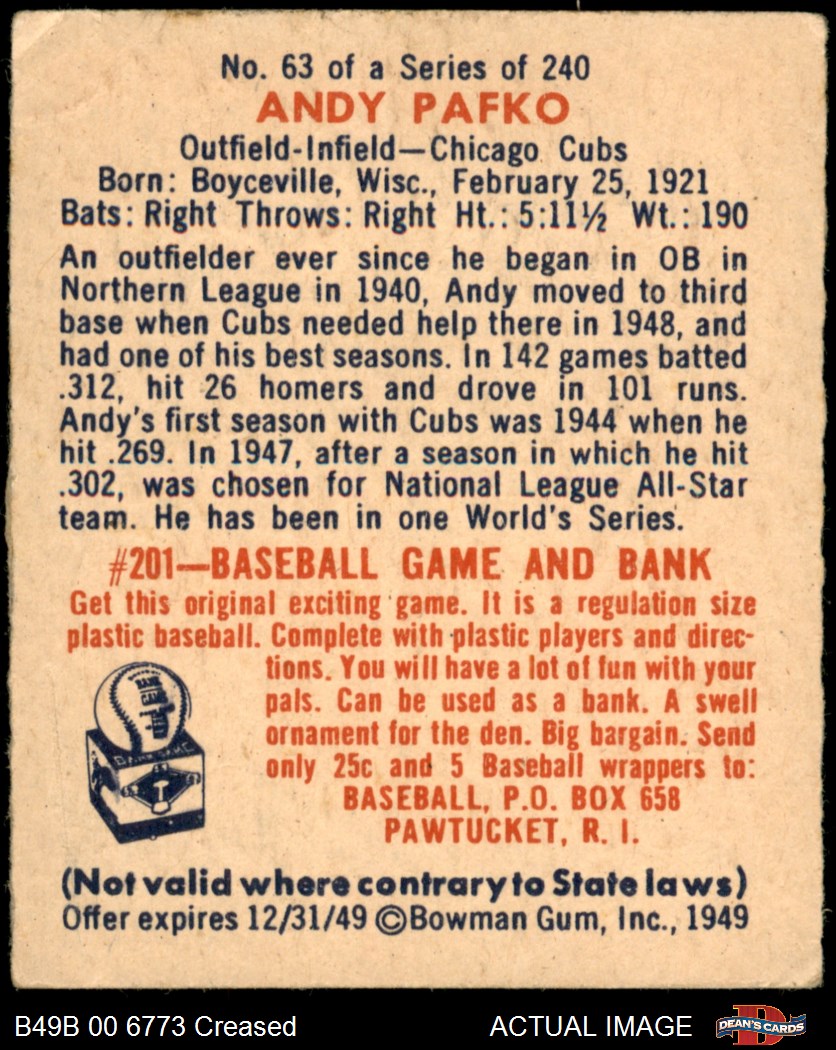 No. 63 of a Series of 240
ANDY PAFKO
Outfield-Infield—Chicago Cubs
Born: Boyceville, Wisc., February 25, 1921
Bats: Right Throws: Right Ht.: 5:11½ Wt.: 190
An outfielder ever since he began in OB in
Northern League in 1940, Andy moved to third
base when Cubs needed help there in 1948, and
had one of his best seasons. In 142 games batted
.312, hit 26 homers and drove in 101 runs.
Andy's first season with Cubs was 1944 when he
hit .269. In 1947, after a season in which he hit
.302, was chosen for National League All-Star
team. He has been in one World's Series.
#201—BASEBALL GAME AND BANK
Get this original exciting game. It is a regulation size
plastic baseball. Complete with plastic players and direc-
tions. You will have a lot of fun with your
pals. Can be used as a bank. A swell
ornament for the den. Big bargain. Send
only 25c and 5 Baseball wrappers to:
BASEBALL, P.O. BOX 658
PAWTUCKET, R. I.
(Not valid where contrary to State laws)
Offer expires 12/31/49 ©Bowman Gum, Inc., 1949
B49B 00 6773 Creased
ACTUAL IMAGE
D
DEAN'S CARDS